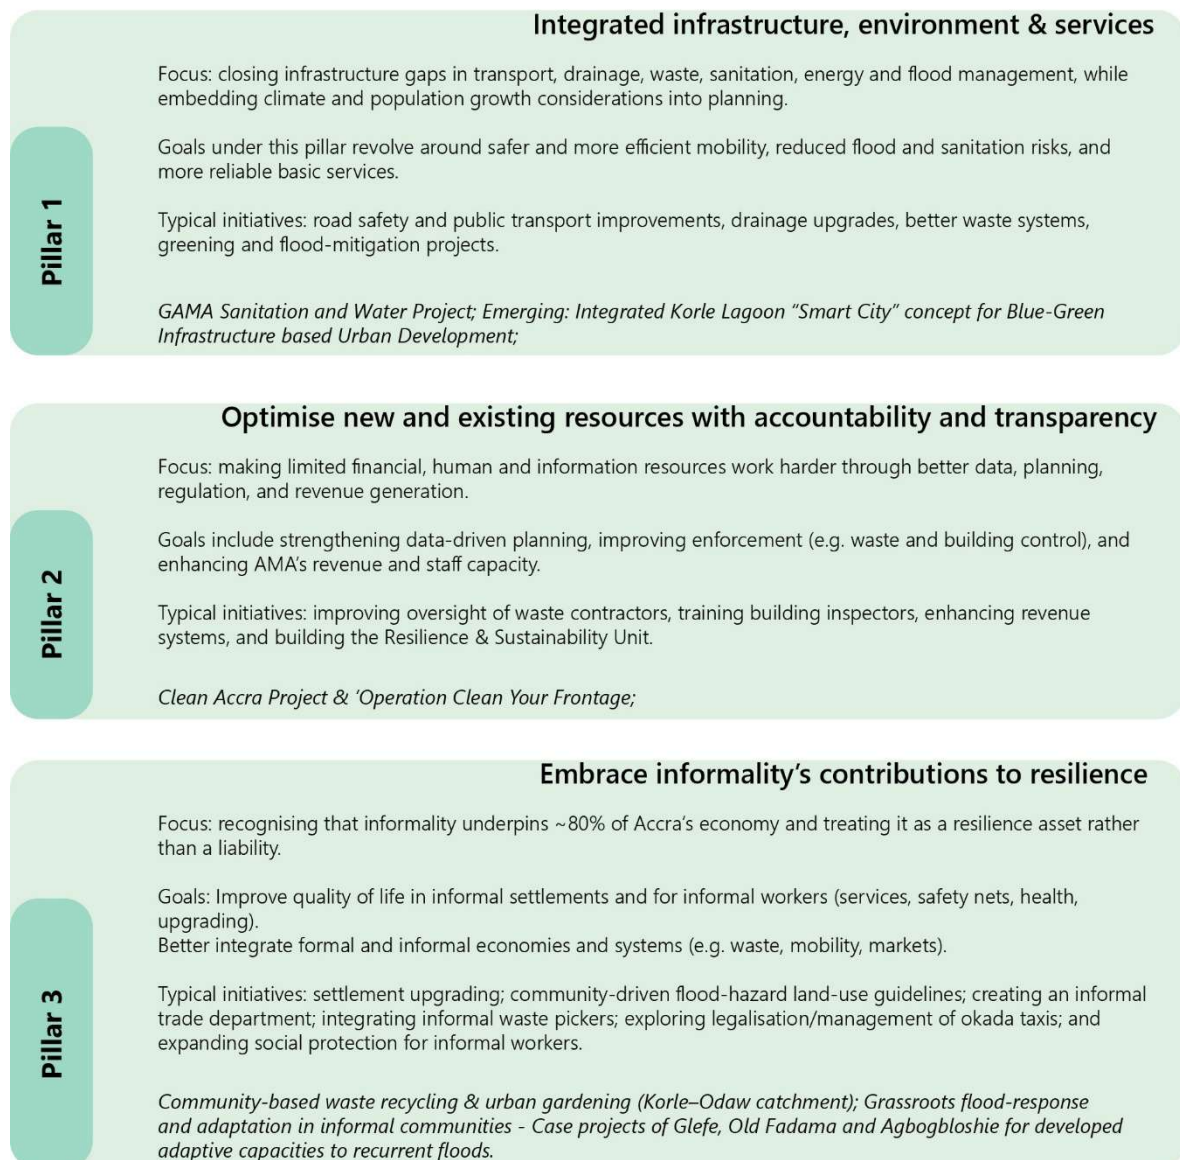 Integrated infrastructure, environment & services
Focus: closing infrastructure gaps in transport, drainage, waste, sanitation, energy and flood management, while
embedding climate and population growth considerations into planning.
Goals under this pillar revolve around safer and more efficient mobility, reduced flood and sanitation risks, and
more reliable basic services.
Typical initiatives: road safety and public transport improvements, drainage upgrades, better waste systems,
greening and flood-mitigation projects.
GAMA Sanitation and Water Project; Emerging: Integrated Korle Lagoon “Smart City” concept for Blue-Green
Infrastructure based Urban Development;
Pillar 1
Optimise new and existing resources with accountability and transparency
Focus: making limited financial, human and information resources work harder through better data, planning,
regulation, and revenue generation.
Goals include strengthening data-driven planning, improving enforcement (e.g. waste and building control), and
enhancing AMA’s revenue and staff capacity.
Typical initiatives: improving oversight of waste contractors, training building inspectors, enhancing revenue
systems, and building the Resilience & Sustainability Unit.
Clean Accra Project & ‘Operation Clean Your Frontage;
Pillar 2
Embrace informality’s contributions to resilience
Focus: recognising that informality underpins ~80% of Accra’s economy and treating it as a resilience asset rather
than a liability.
Goals: Improve quality of life in informal settlements and for informal workers (services, safety nets, health,
upgrading).
Better integrate formal and informal economies and systems (e.g. waste, mobility, markets).
Typical initiatives: settlement upgrading; community-driven flood-hazard land-use guidelines; creating an informal
trade department; integrating informal waste pickers; exploring legalisation/management of okada taxis; and
expanding social protection for informal workers.
Community-based waste recycling & urban gardening (Korle–Odaw catchment); Grassroots flood-response
and adaptation in informal communities - Case projects of Glefe, Old Fadama and Agbogbloshie for developed
adaptive capacities to recurrent floods.
Pillar 3